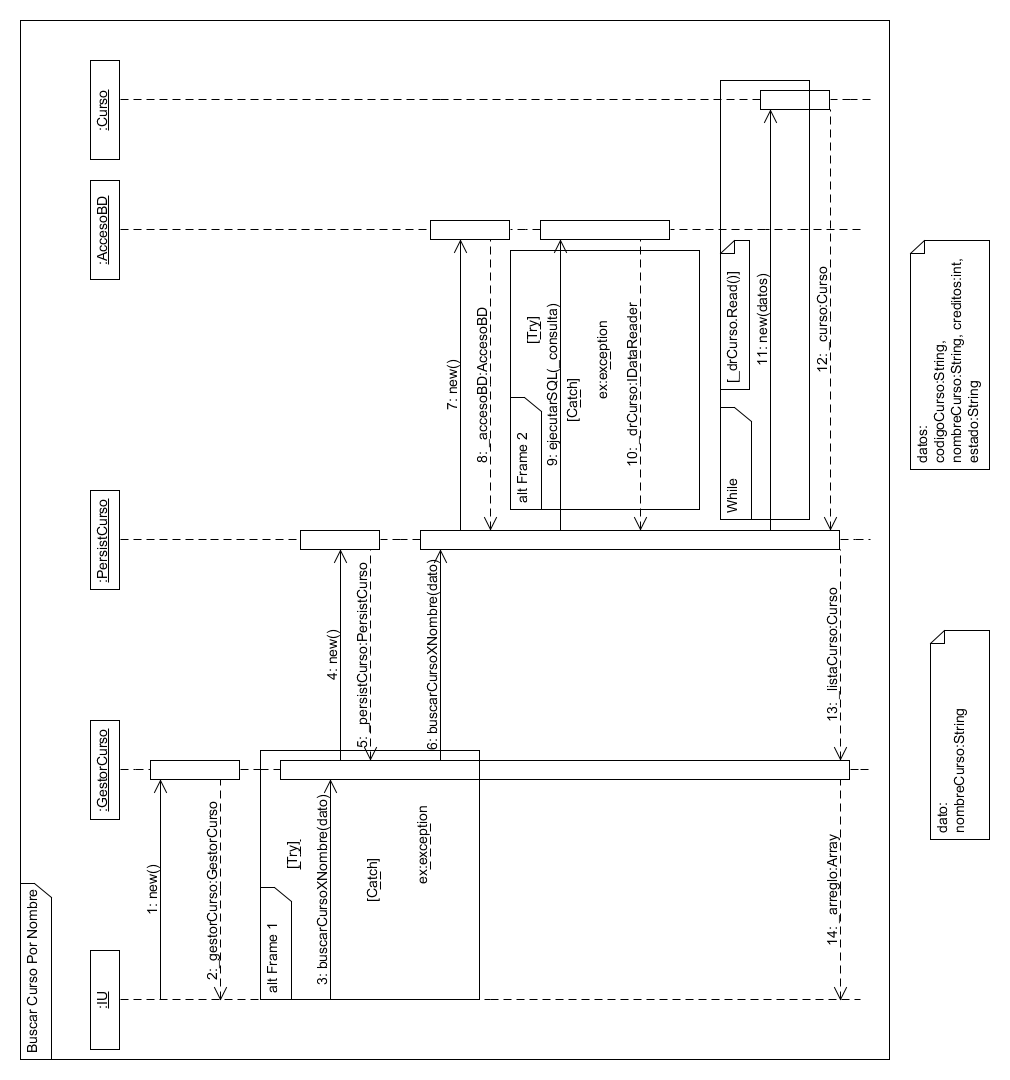 Buscar Curso Por Nombre
:IU
:GestorCurso
:PersistCurso
:AccesoBD
:Curso
1: new()
2: _gestorCurso:GestorCurso
alt Frame 1
[Try]
3: buscarCursoXNombre(dato)
4: new()
5: _persistCurso:PersistCurso
[Catch]
ex:exception
6: buscarCursoXNombre(dato)
7: new()
8: _accesoBD:AccesoBD
alt Frame 2
[Try]
9: ejecutarSQL(_consulta)
[Catch]
ex:exception
10: _drCurso:IDataReader
While
[_drCurso.Read()]
11: new(datos)
12: _curso:Curso
13: _listaCurso:Curso
14: _arreglo:Array
dato:
nombreCurso:String
datos:
codigoCurso:String,
nombreCurso:String, creditos:int,
estado:String